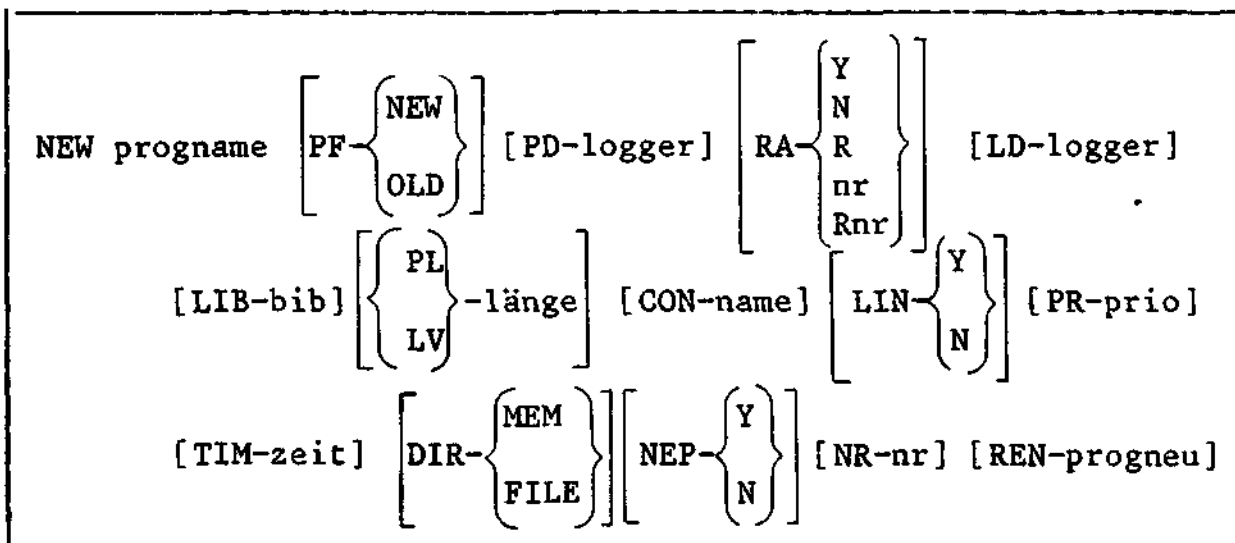 Y
NEW N
NEW progname [PF-{ }] [PD-logger] [RA-{R }] [LD-logger]
OLD nr
Rnr
PL Y
[LIB-bib] [{ }-länge] [CON-name] [LIN-{ }] [PR-prio]
LV N
MEM Y
[TIM-zeit] [DIR-{ }] [NEP-{ }] [NR-nr] [REN-progneu]
FILE N